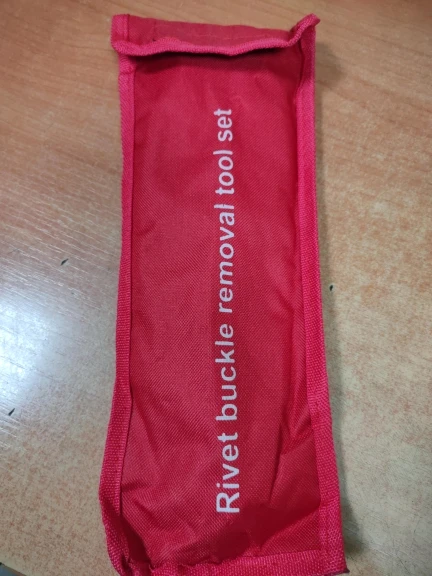 Rivet buckle removal tool set